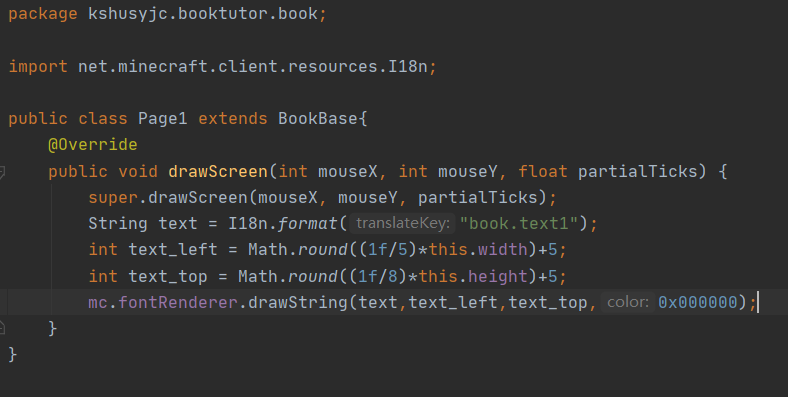 package kshusyjc.booktutor.book;
import net.minecraft.client.resources.I18n;
public class Page1 extends BookBase{
@Override
public void drawScreen(int mouseX, int mouseY, float partialTicks) {
super.drawScreen(mouseX, mouseY, partialTicks);
String text = I18n.format( translateKey: "book.text1");
int text_left = Math.round((1f/5)*this.width)+5;
int text_top = Math.round((1f/8)*this.height)+5;
mc.fontRenderer.drawString(text,text_left,text_top, color: 0x000000);
}
}